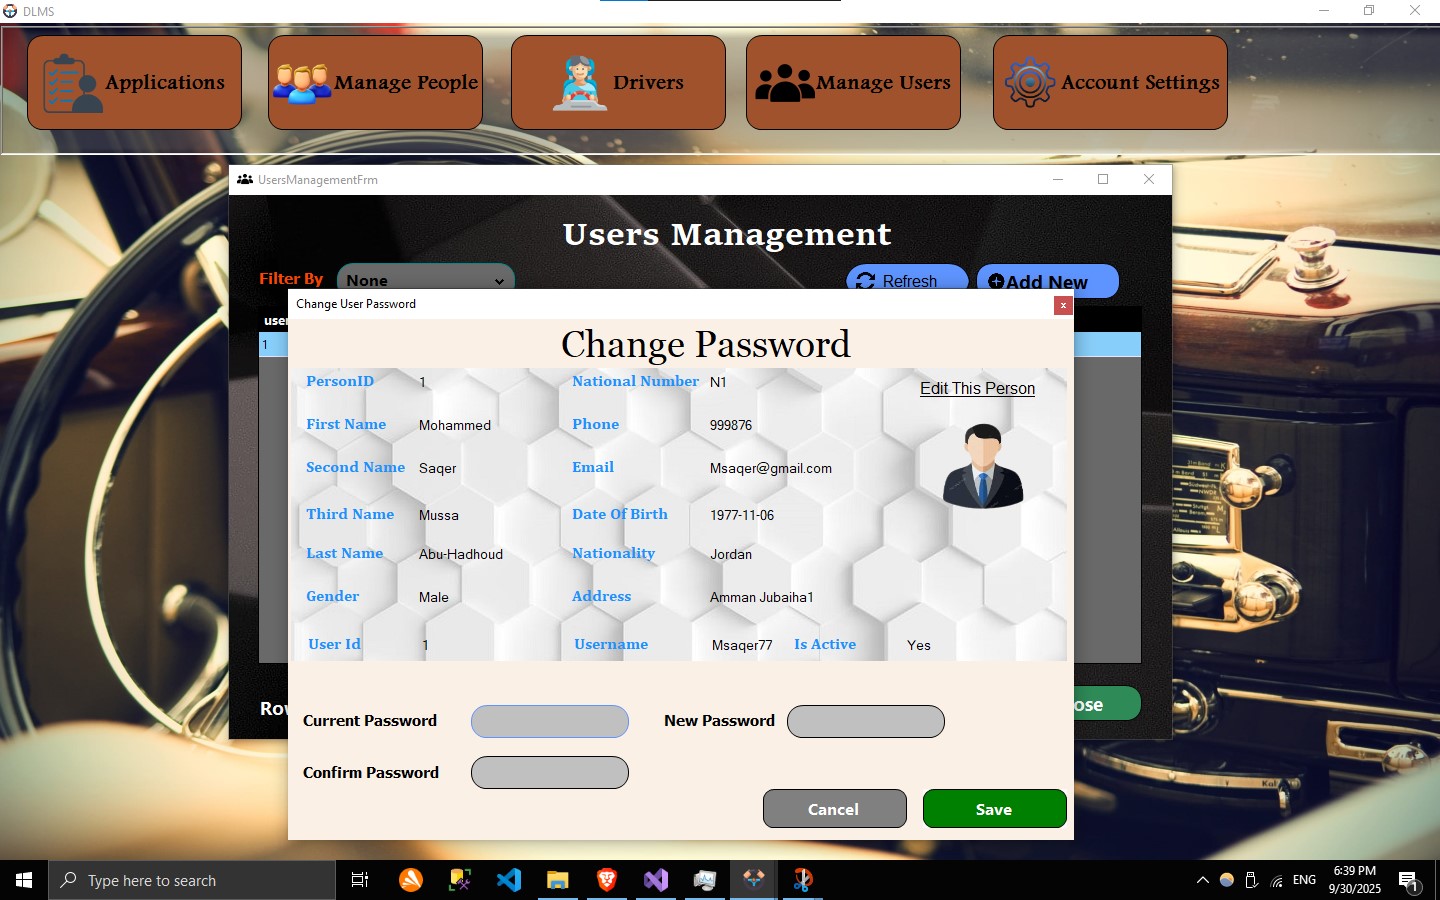 DLMS
Applications
Manage People
Drivers
Manage Users
Account Settings
UsersManagementFrm
Users Management
Filter By
None
Refresh
Add New
1
Change User Password
x
Change Password
PersonID 1 National Number N1 Edit This Person
First Name Mohammed Phone 999876
Second Name Saqer Email Msaqer@gmail.com
Third Name Mussa Date Of Birth 1977-11-06
Last Name Abu-Hadhoud Nationality Jordan
Gender Male Address Amman Jubaiha1
User Id 1 Username Msaqer77 Is Active Yes
Current Password New Password
Confirm Password
Cancel Save
Type here to search
ENG
6:39 PM
9/30/2025
1